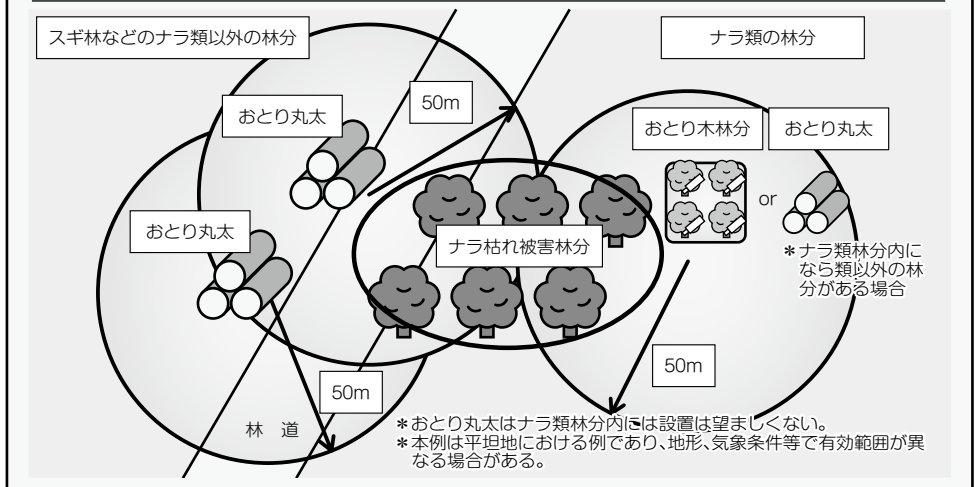 スギ林などのナラ類以外の林分
ナラ類の林分
50m
おとり丸太
おとり木林分
おとり丸太
or
おとり丸太
ナラ枯れ被害林分
＊ナラ類林分内に
なら類以外の林
分がある場合
50m
50m
林 道
＊おとり丸太はナラ類林分内には設置は望ましくない。
＊本例は平坦地における例であり、地形、気象条件等で有効範囲が異
なる場合がある。